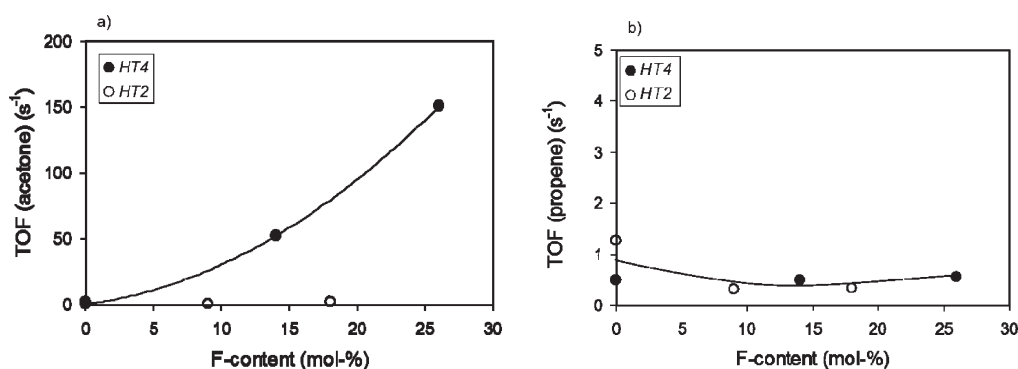 a)
TOF (acetone) (s⁻¹)
200
150
100
50
0
HT4
HT2
0 5 10 15 20 25 30
F-content (mol-%)
b)
TOF (propene) (s⁻¹)
5
4
3
2
1
0
HT4
HT2
0 5 10 15 20 25 30
F-content (mol-%)